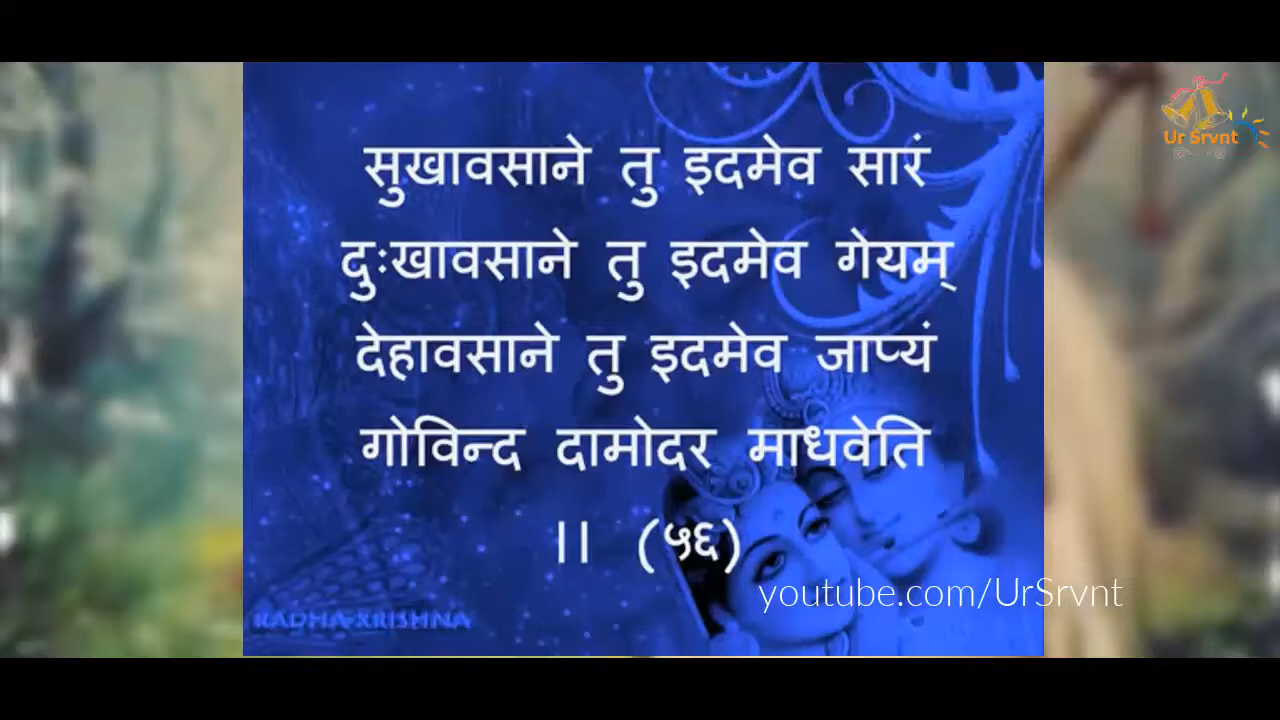 Ur Srvnt
सुखावसाने तु इदमेव सारं
दुःखावसाने तु इदमेव गेयम्
देहावसाने तु इदमेव जाप्यं
गोविन्द दामोदर माधवेति
।। (५६)
youtube.com/UrSrvnt
RADHA-KRISHNA